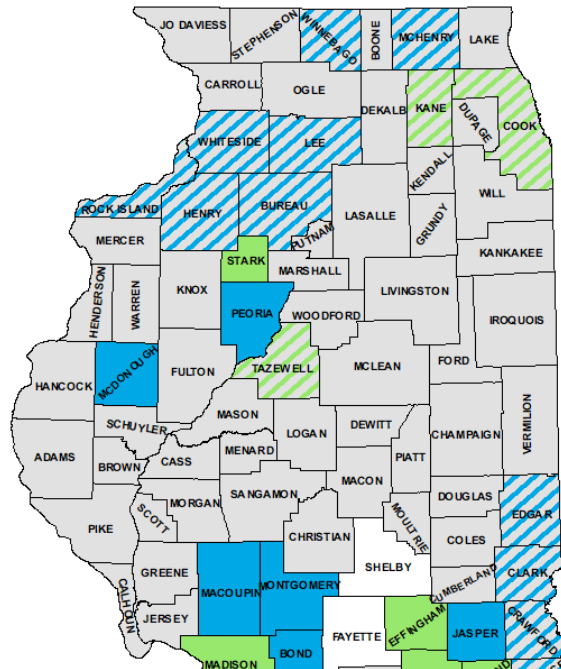 JO DAVIESS
STEPHENSON
WINNEBAGO
BOONE
MCHENRY
LAKE
CARROLL
OGLE
DEKALB
KANE
DUPAGE
COOK
WHITESIDE
LEE
KENDALL
WILL
ROCK ISLAND
HENRY
BUREAU
PUTNAM
LASALLE
GRUNDY
MERCER
KANKAKEE
STARK
MARSHALL
HENDERSON
WARREN
KNOX
PEORIA
WOODFORD
LIVINGSTON
IROQUOIS
MCDONOUGH
FULTON
TAZEWELL
MCLEAN
FORD
HANCOCK
MASON
SCHUYLER
LOGAN
DEWITT
CHAMPAIGN
VERMILION
ADAMS
BROWN
CASS
MENARD
PIATT
MACON
PIKE
SCOTT
MORGAN
SANGAMON
MOULTRIE
DOUGLAS
EDGAR
CHRISTIAN
COLES
SHELBY
CALHOUN
GREENE
MACOUPIN
MONTGOMERY
CUMBERLAND
CLARK
JERSEY
FAYETTE
EFFINGHAM
JASPER
CRAWFORD
MADISON
BOND